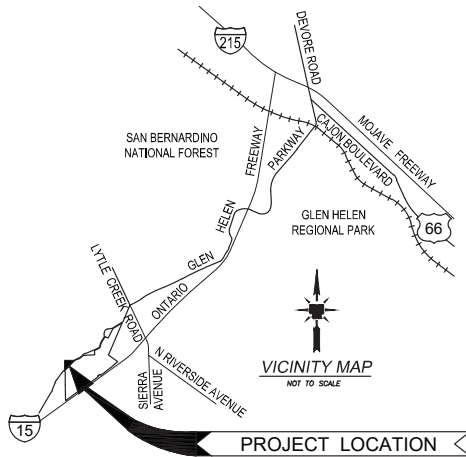 215
DEVORE ROAD
MOJAVE FREEWAY
CAJON BOULEVARD
SAN BERNARDINO
NATIONAL FOREST
FREEWAY
PARKWAY
HELEN
GLEN HELEN
REGIONAL PARK
66
GLEN
LYTLE CREEK ROAD
ONTARIO
VICINITY MAP
NOT TO SCALE
SIERRA
AVENUE
N RIVERSIDE AVENUE
15
PROJECT LOCATION